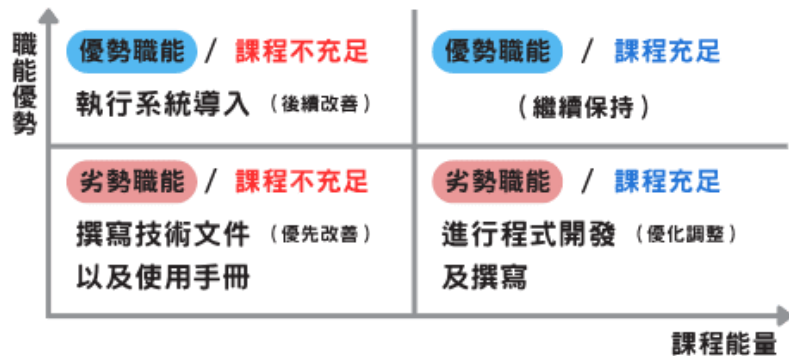 職能優勢
優勢職能 / 課程不充足
執行系統導入 (後續改善)
優勢職能 / 課程充足
(繼續保持)
劣勢職能 / 課程不充足
撰寫技術文件 (優先改善)
以及使用手冊
劣勢職能 / 課程充足
進行程式開發 (優化調整)
及撰寫
課程能量